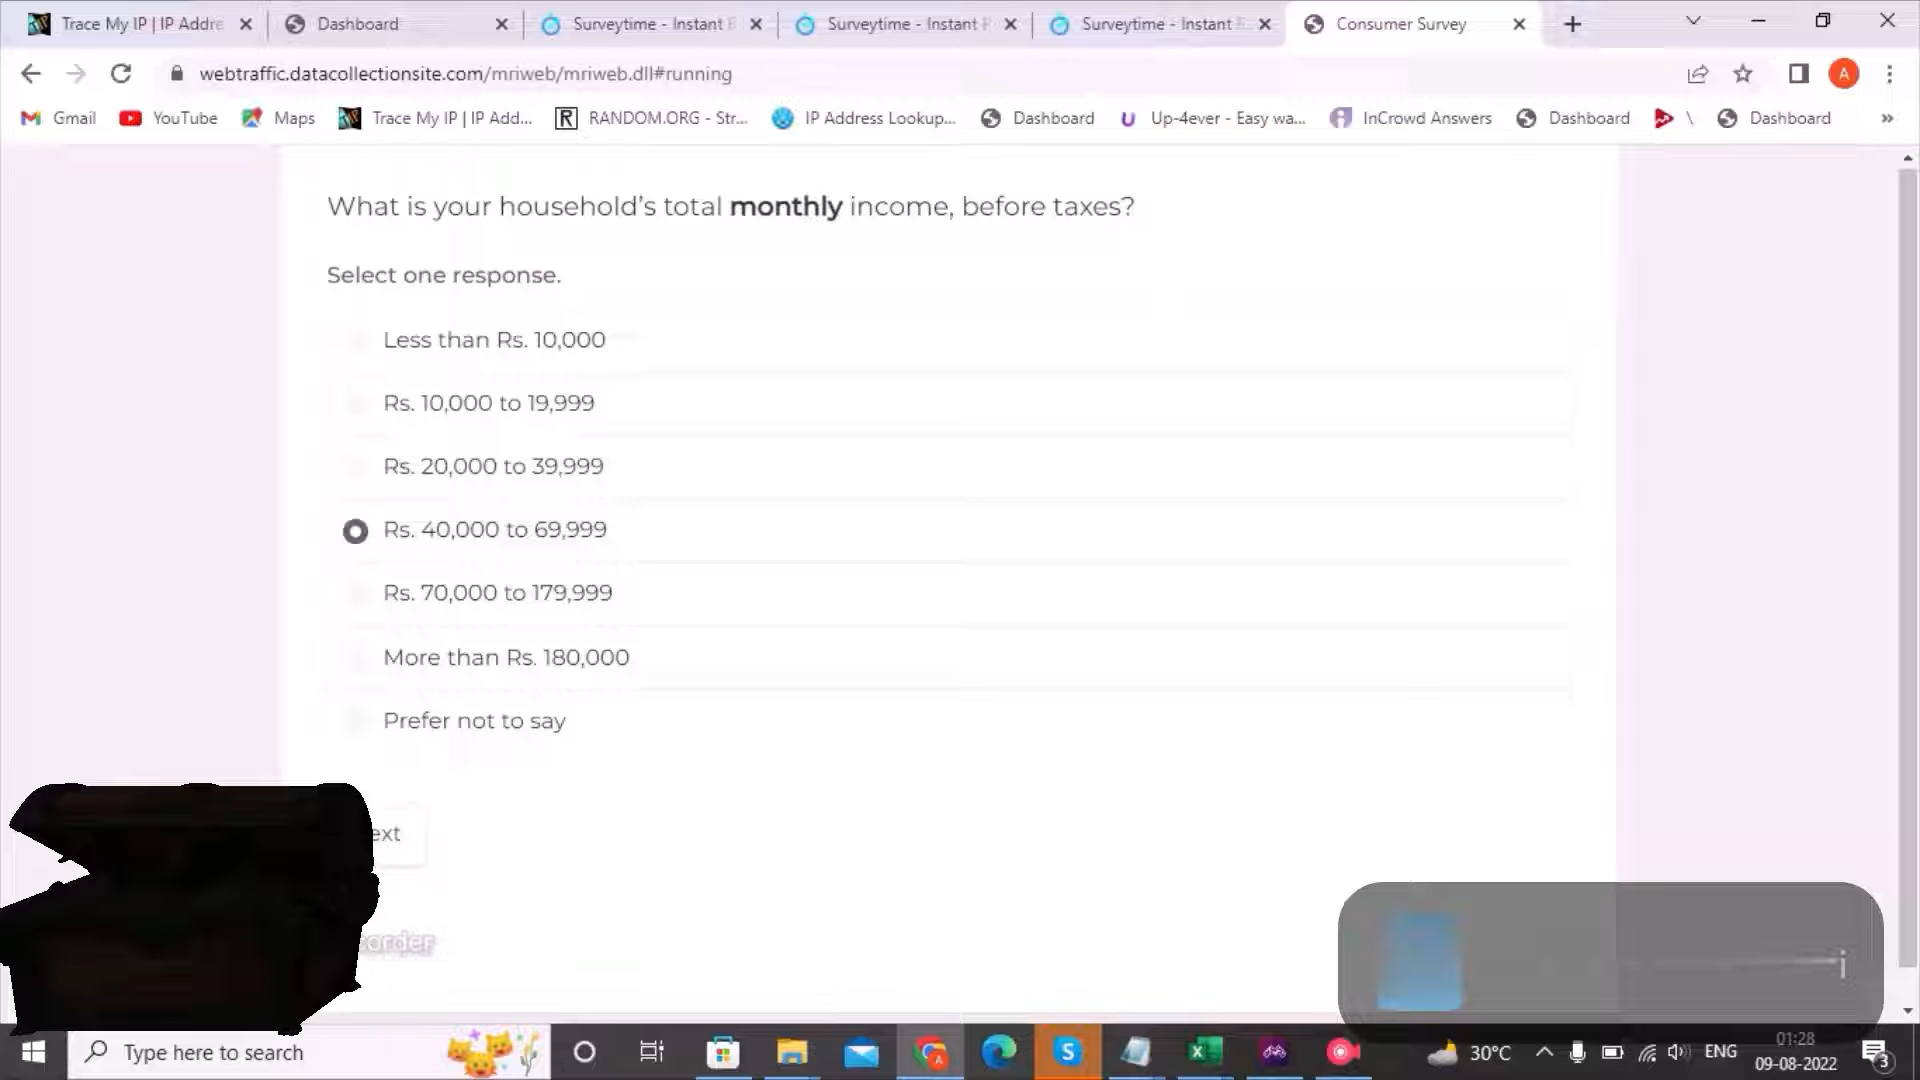 Trace My IP | IP Addre
Dashboard
Surveytime - Instant
Surveytime - Instant
Surveytime - Instant
Consumer Survey
webtraffic.datacollectionsite.com/mriweb/mriweb.dll#running
A
Gmail
YouTube
Maps
Trace My IP | IP Add...
R
RANDOM.ORG - Str...
IP Address Lookup...
Dashboard
U
Up-4ever - Easy wa...
InCrowd Answers
Dashboard
\
Dashboard
»
What is your household's total monthly income, before taxes?
Select one response.
Less than Rs. 10,000
Rs. 10,000 to 19,999
Rs. 20,000 to 39,999
Rs. 40,000 to 69,999
Rs. 70,000 to 179,999
More than Rs. 180,000
Prefer not to say
ext
corder
i
Type here to search
A
S
X
30°C
ENG
01:28
09-08-2022
3